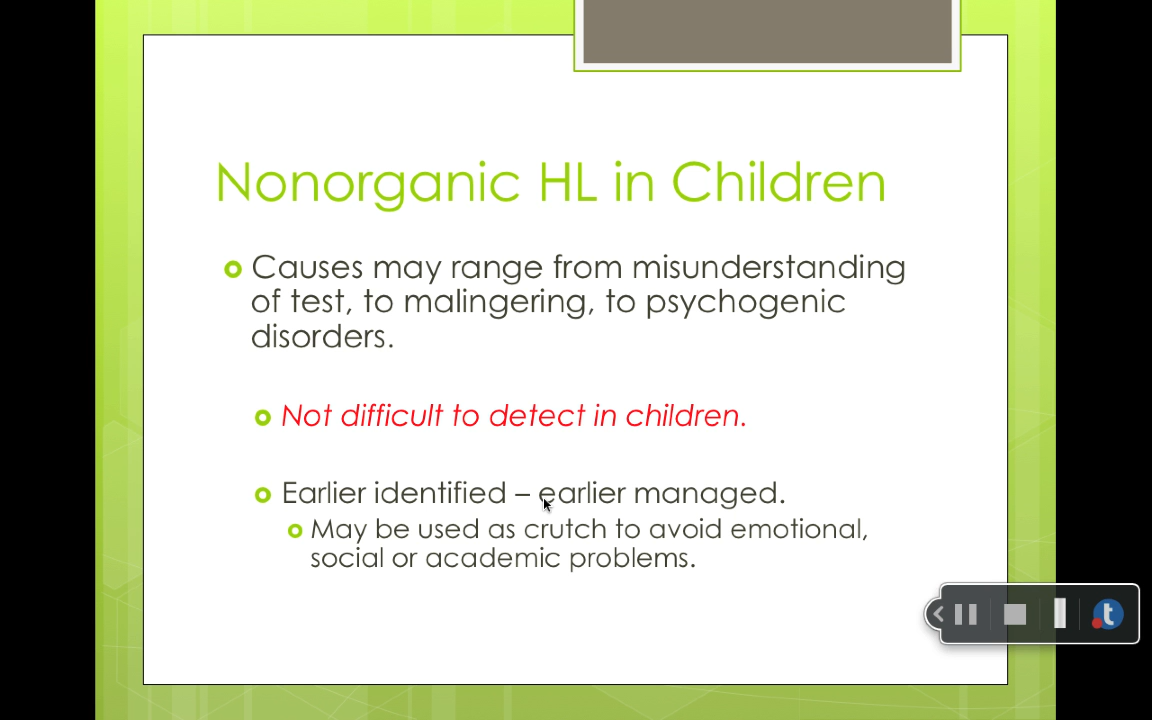 Nonorganic HL in Children
Causes may range from misunderstanding
of test, to malingering, to psychogenic
disorders.
Not difficult to detect in children.
Earlier identified – earlier managed.
May be used as crutch to avoid emotional,
social or academic problems.
t